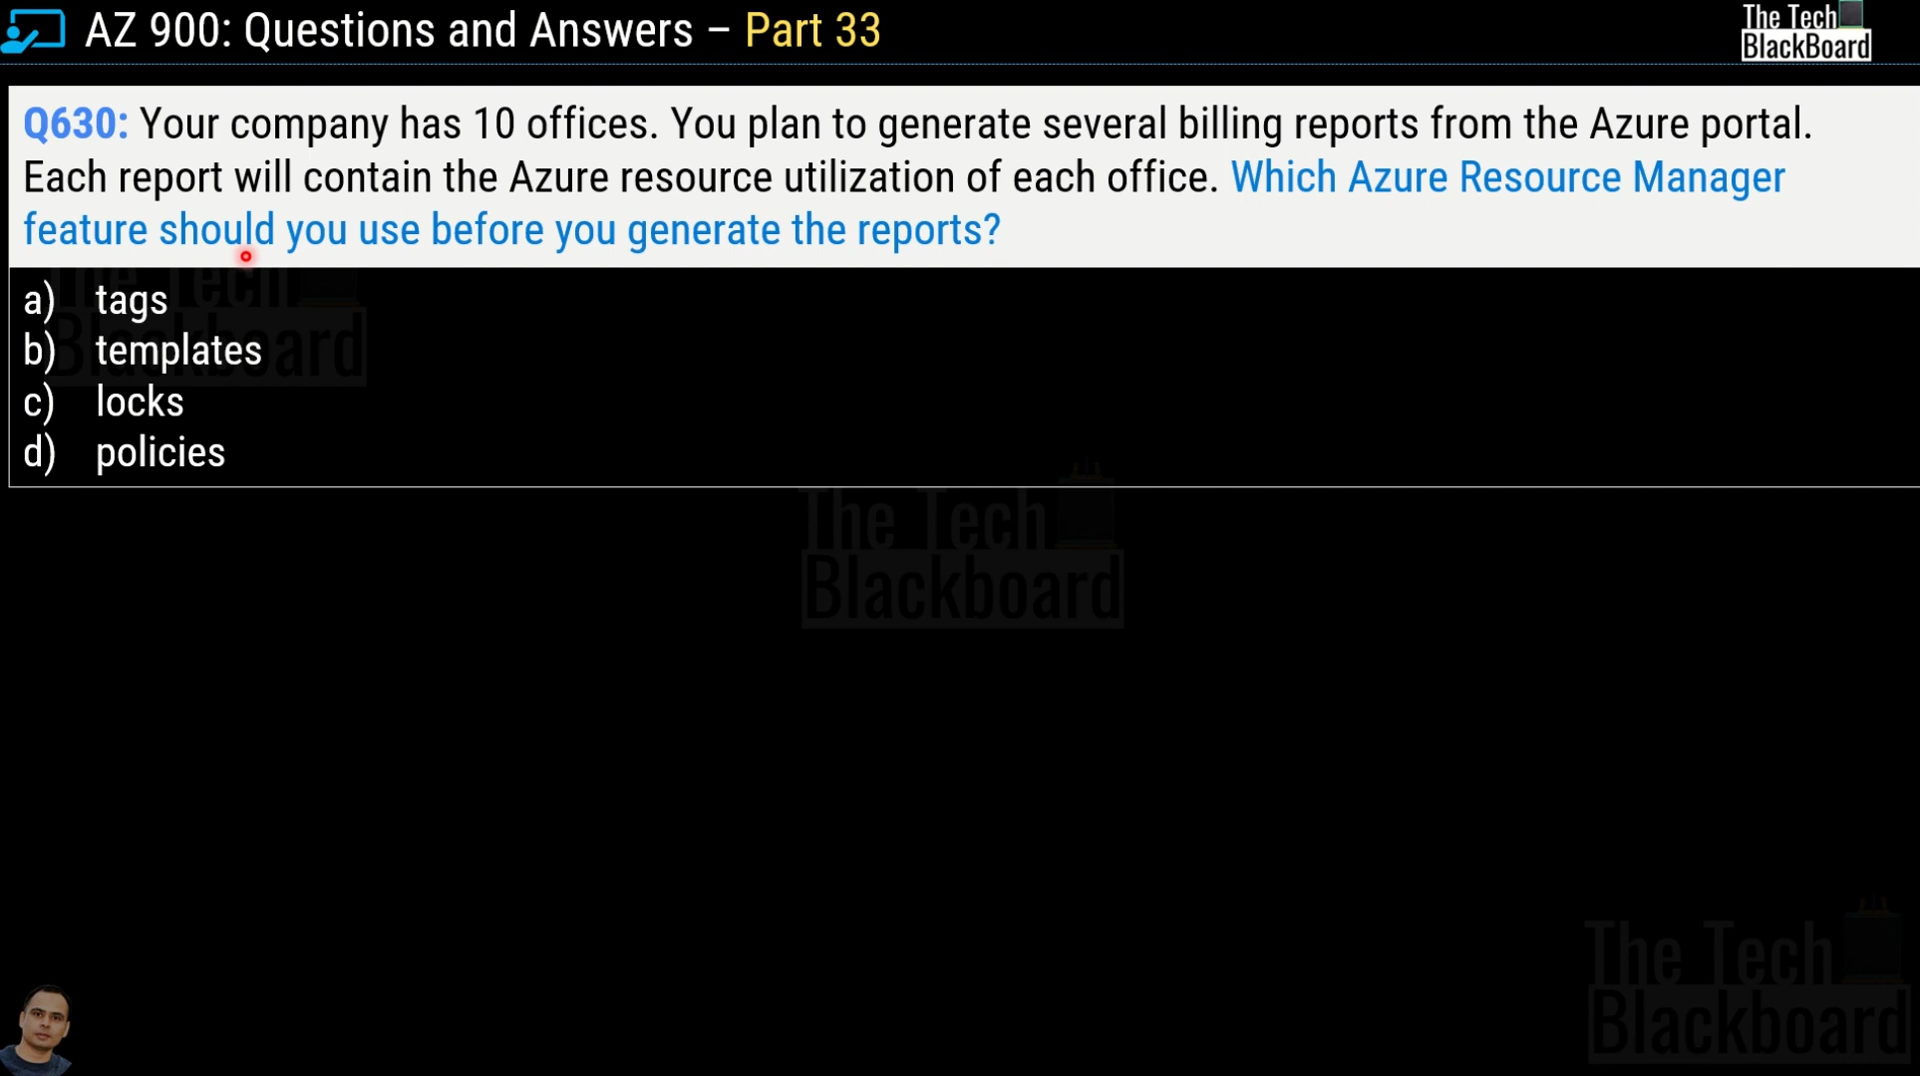 AZ 900: Questions and Answers – Part 33
The Tech
BlackBoard
Q630: Your company has 10 offices. You plan to generate several billing reports from the Azure portal.
Each report will contain the Azure resource utilization of each office. Which Azure Resource Manager
feature should you use before you generate the reports?
a) tags
b) templates
c) locks
d) policies
The Tech
Blackboard
The Tech
Blackboard
The Tech
Blackboard